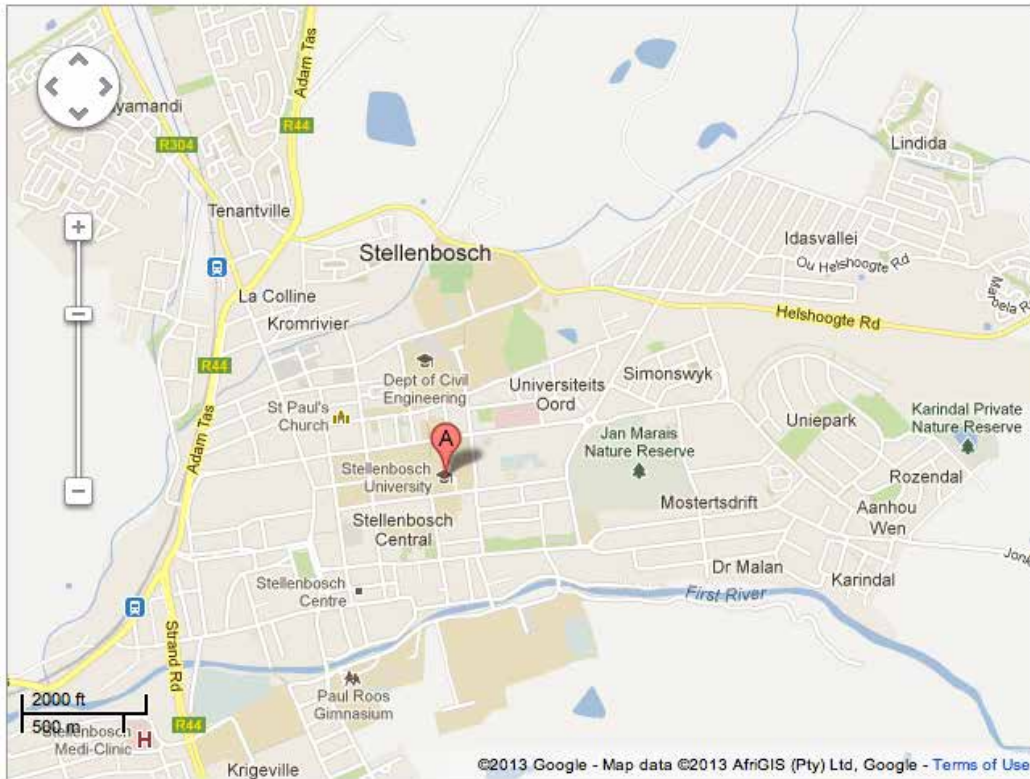 Adam Tas
R44
yamandi
R304
Lindida
Tenantville
Stellenbosch
Idasvallei
Ou Helshoogte Rd
La Colline
Kromrivier
Helshoogte Rd
R44
Dept of Civil
Engineering
Universiteits
Oord
Simonswyk
St Paul's
Church
Uniepark
Karindal Private
Nature Reserve
A
Jan Marais
Nature Reserve
Adam Tas
Stellenbosch
University
Rozendal
Mostertsdrift
Aanhou
Wen
Stellenbosch
Central
Dr Malan
Karindal
Stellenbosch
Centre
First River
Strand Rd
2000 ft
500 m
Paul Roos
Gimnasium
R44
Stellenbosch
Medi-Clinic
H
Krigeville
©2013 Google - Map data ©2013 AfriGIS (Pty) Ltd, Google - Terms of Use